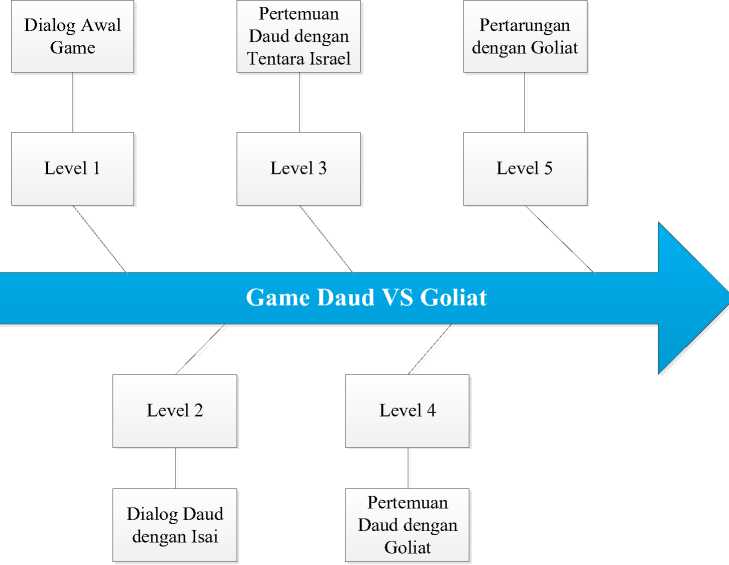 Dialog Awal
Game
Pertemuan
Daud dengan
Tentara Israel
Pertarungan
dengan Goliat
Level 1
Level 3
Level 5
Game Daud VS Goliat
Level 2
Level 4
Dialog Daud
dengan Isai
Pertemuan
Daud dengan
Goliat